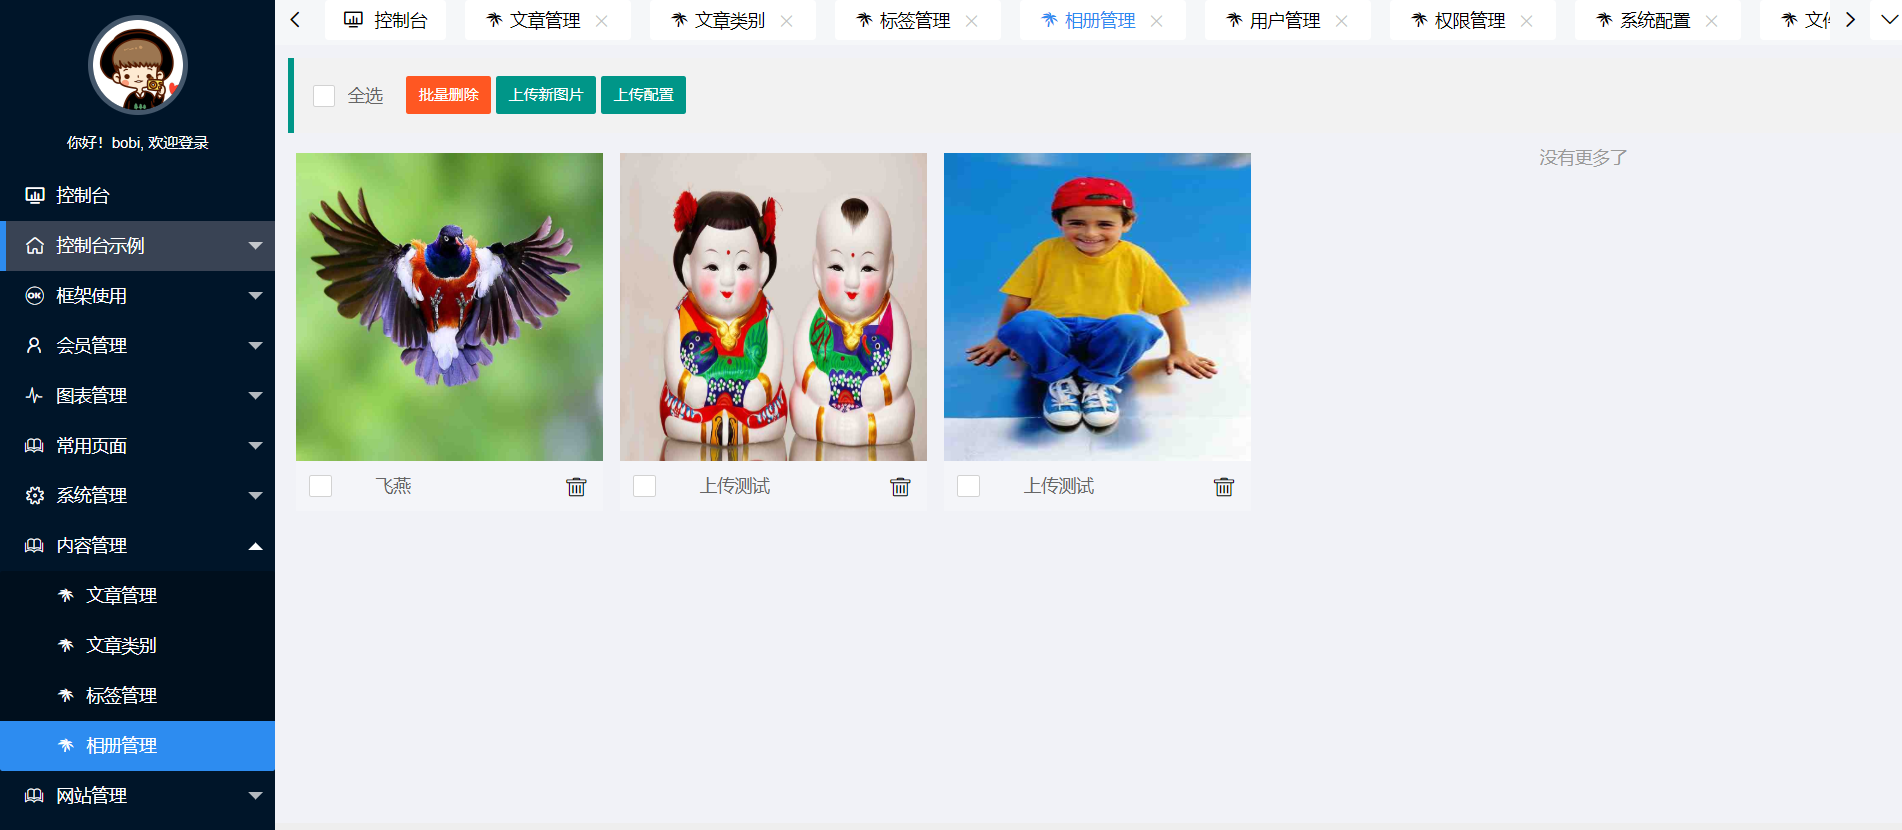 控制台
文章管理
文章类别
标签管理
相册管理
用户管理
权限管理
系统配置
你好！bobi, 欢迎登录
控制台
控制台示例
OK
框架使用
会员管理
图表管理
常用页面
系统管理
内容管理
文章管理
文章类别
标签管理
相册管理
网站管理
全选
批量删除
上传新图片
上传配置
飞燕
上传测试
上传测试
没有更多了